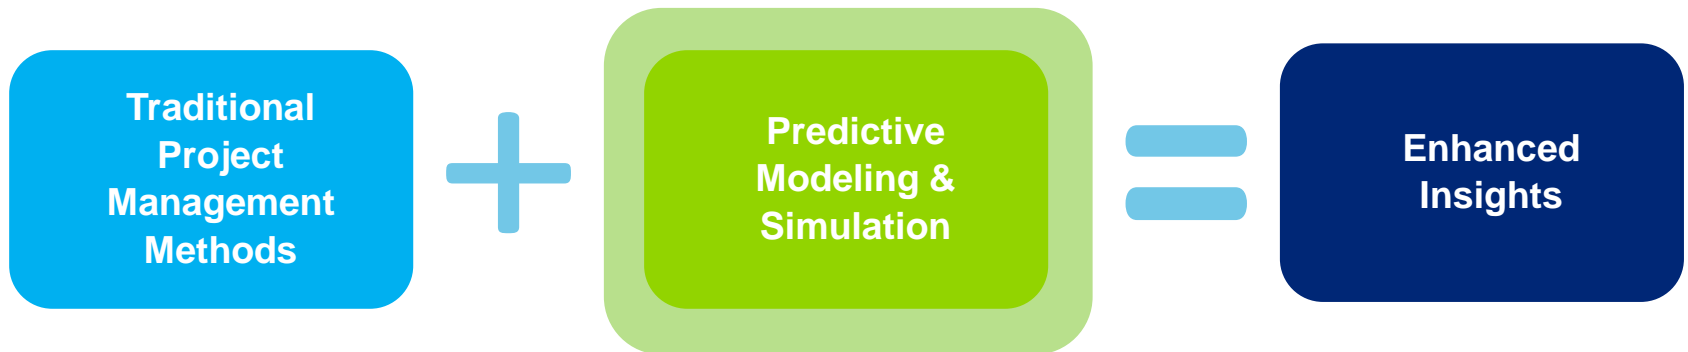 Traditional
Project
Management
Methods
Predictive
Modeling &
Simulation
Enhanced
Insights